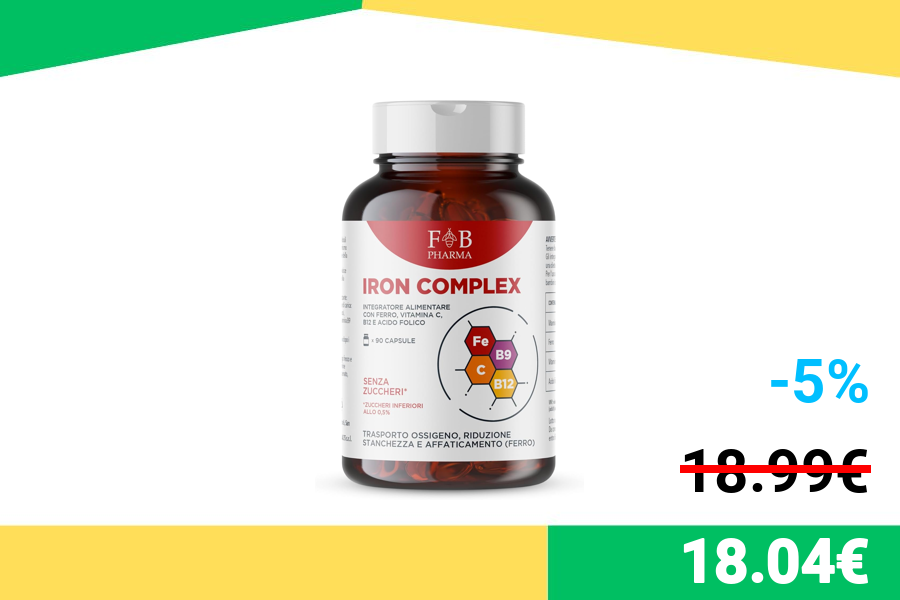 F B
PHARMA
IRON COMPLEX
INTEGRATORE ALIMENTARE
CON FERRO, VITAMINA C,
B12 E ACIDO FOLICO
90 CAPSULE
Fe
B9
C
B12
SENZA
ZUCCHERI*
*ZUCCHERI INFERIORI
ALLO 0,5%
TRASPORTO OSSIGENO, RIDUZIONE
STANCHEZZA E AFFATICAMENTO (FERRO)
-5%
18.99€
18.04€